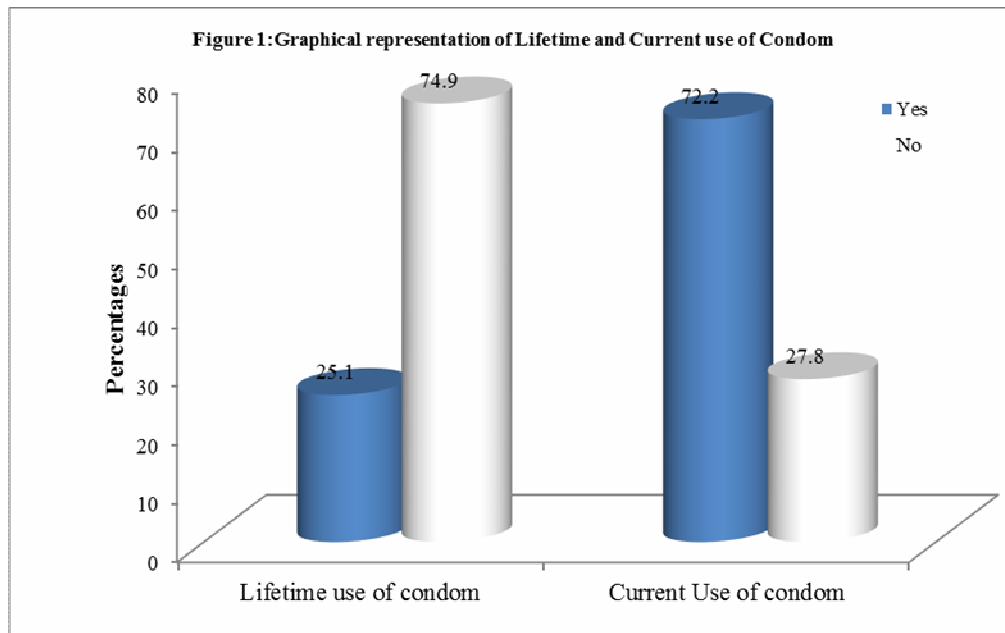 Figure 1:Graphical representation of Lifetime and Current use of Condom
74.9
80
72.2
Yes
No
70
60
50
40
30
27.8
25.1
20
10
0
Percentages
Lifetime use of condom
Current Use of condom